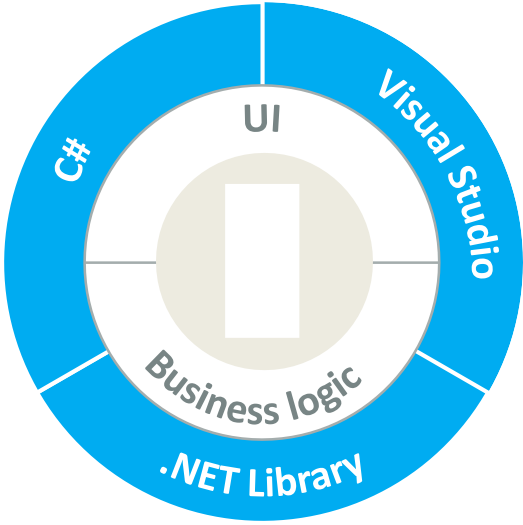 UI
C#
Visual Studio
Business logic
.NET Library